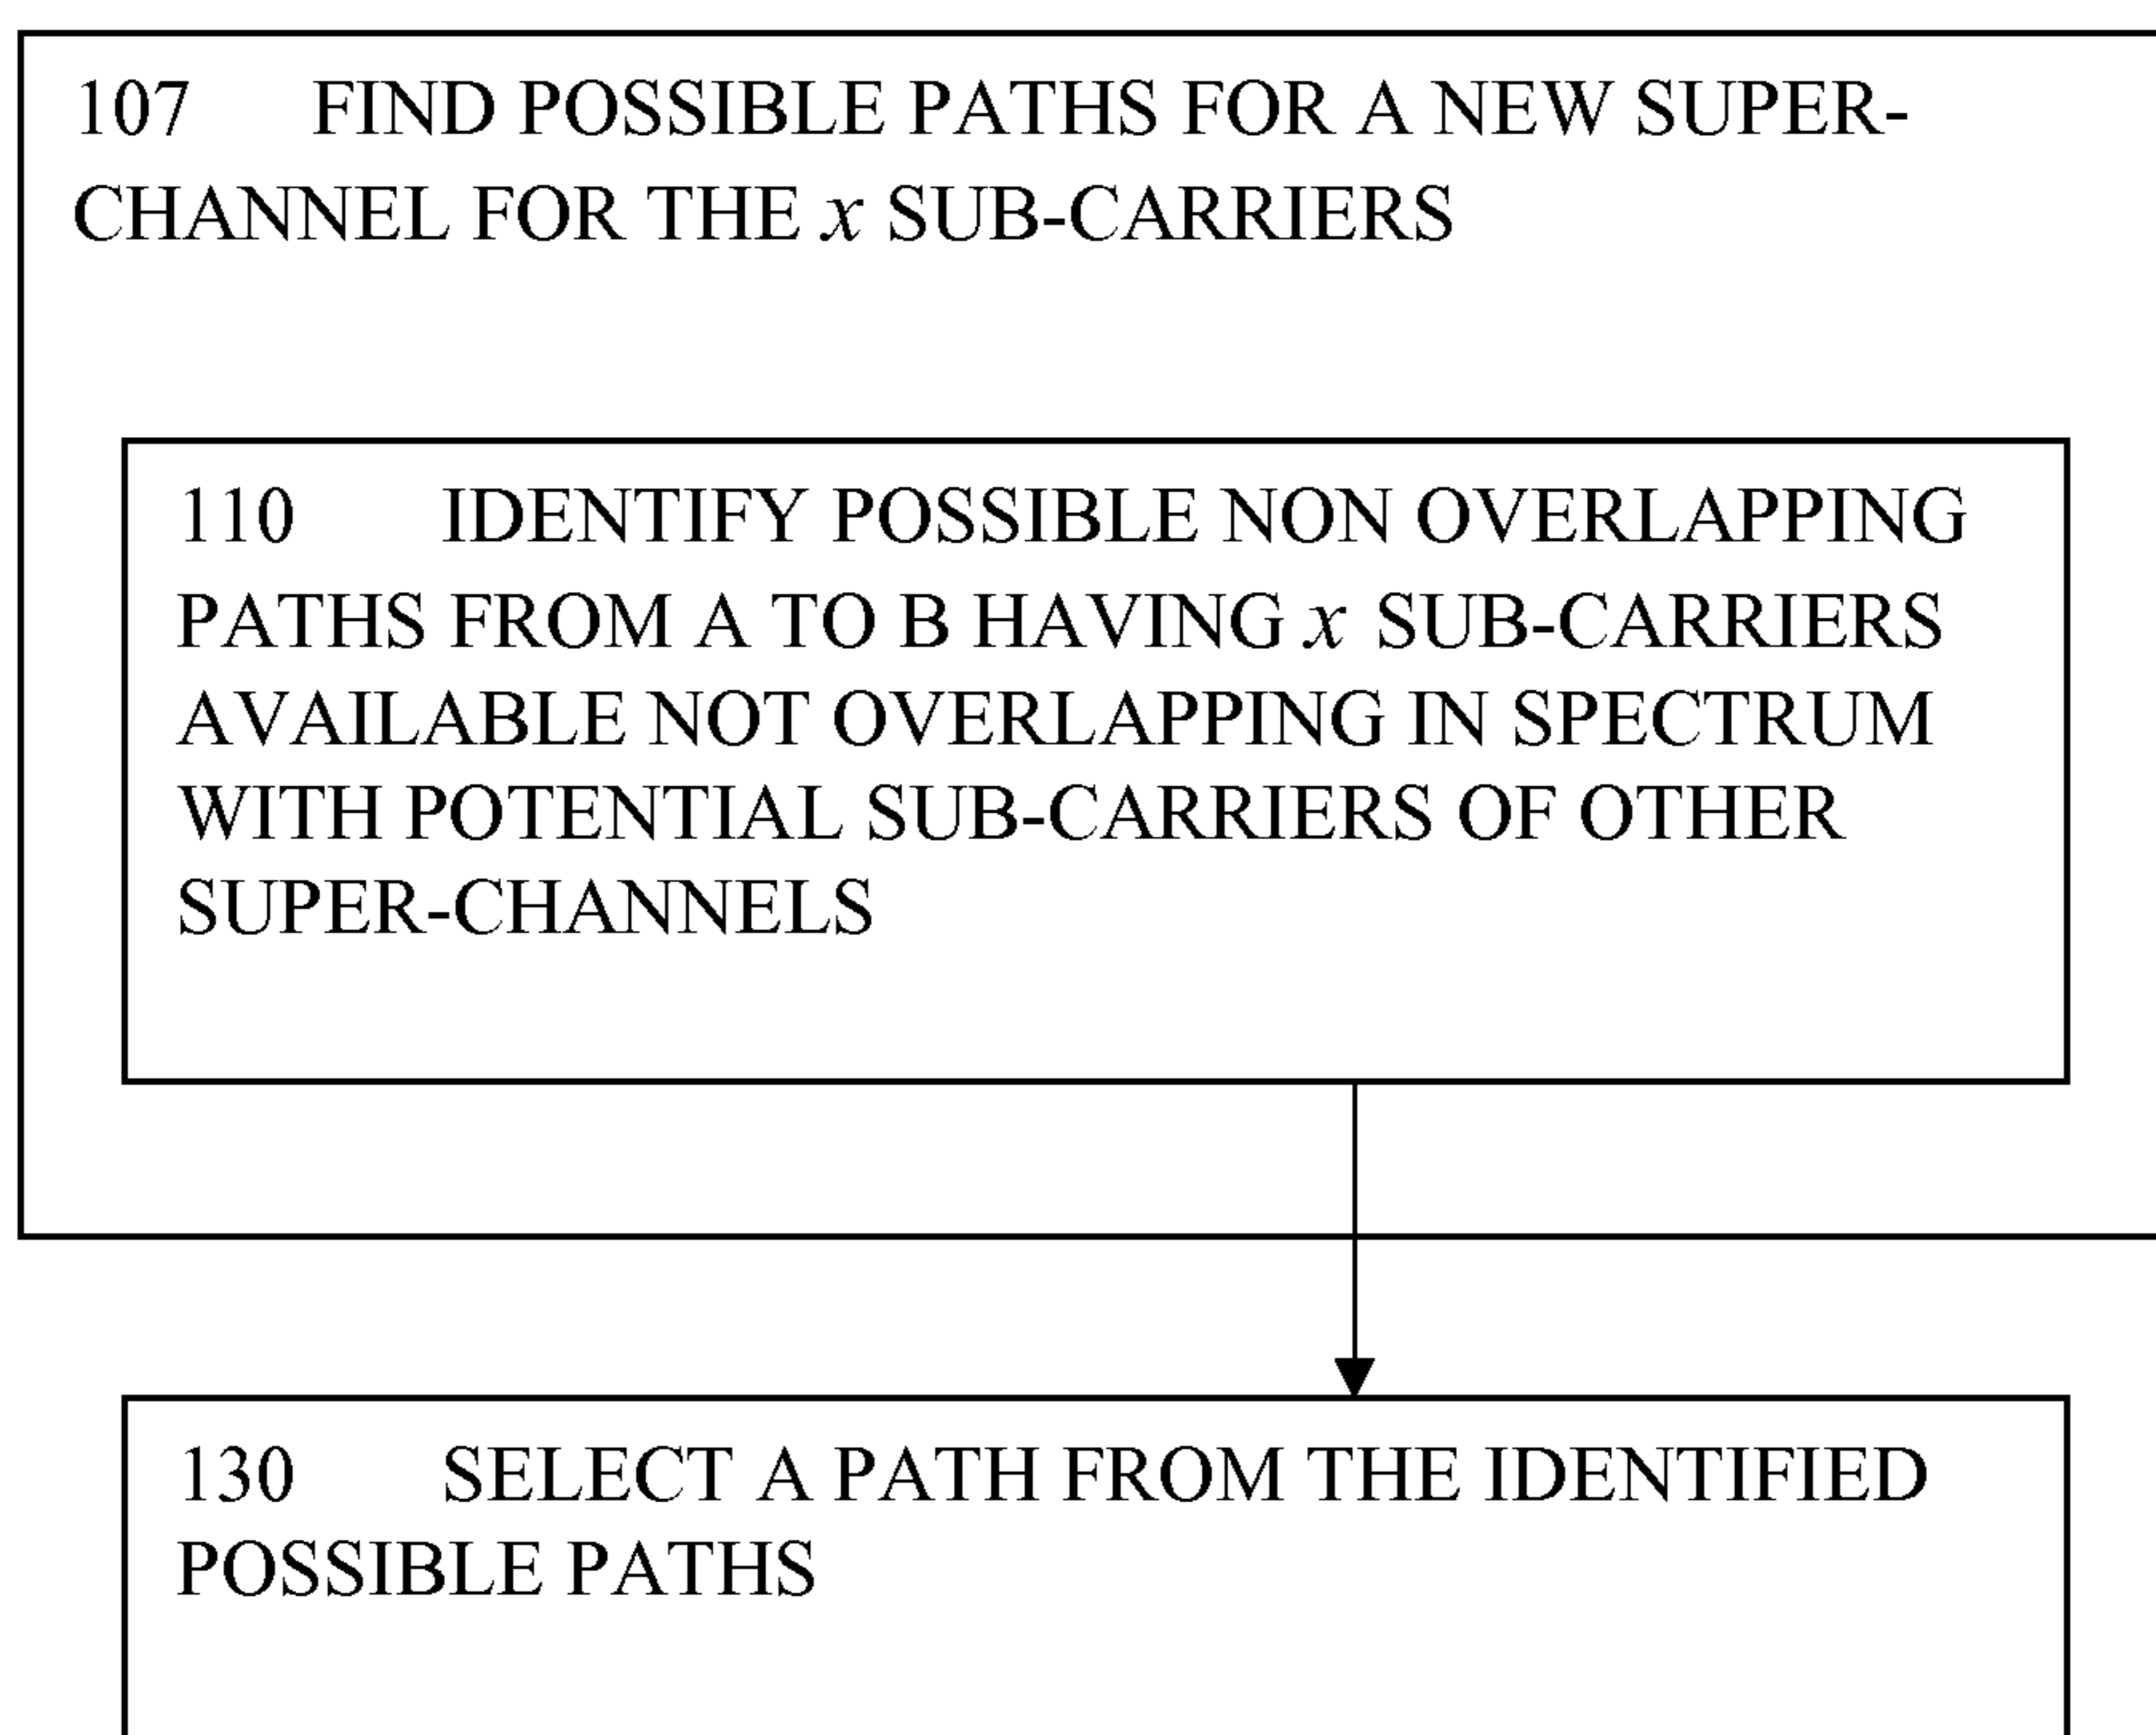 107 FIND POSSIBLE PATHS FOR A NEW SUPER-
CHANNEL FOR THE x SUB-CARRIERS
110 IDENTIFY POSSIBLE NON OVERLAPPING
PATHS FROM A TO B HAVING x SUB-CARRIERS
AVAILABLE NOT OVERLAPPING IN SPECTRUM
WITH POTENTIAL SUB-CARRIERS OF OTHER
SUPER-CHANNELS
130 SELECT A PATH FROM THE IDENTIFIED
POSSIBLE PATHS